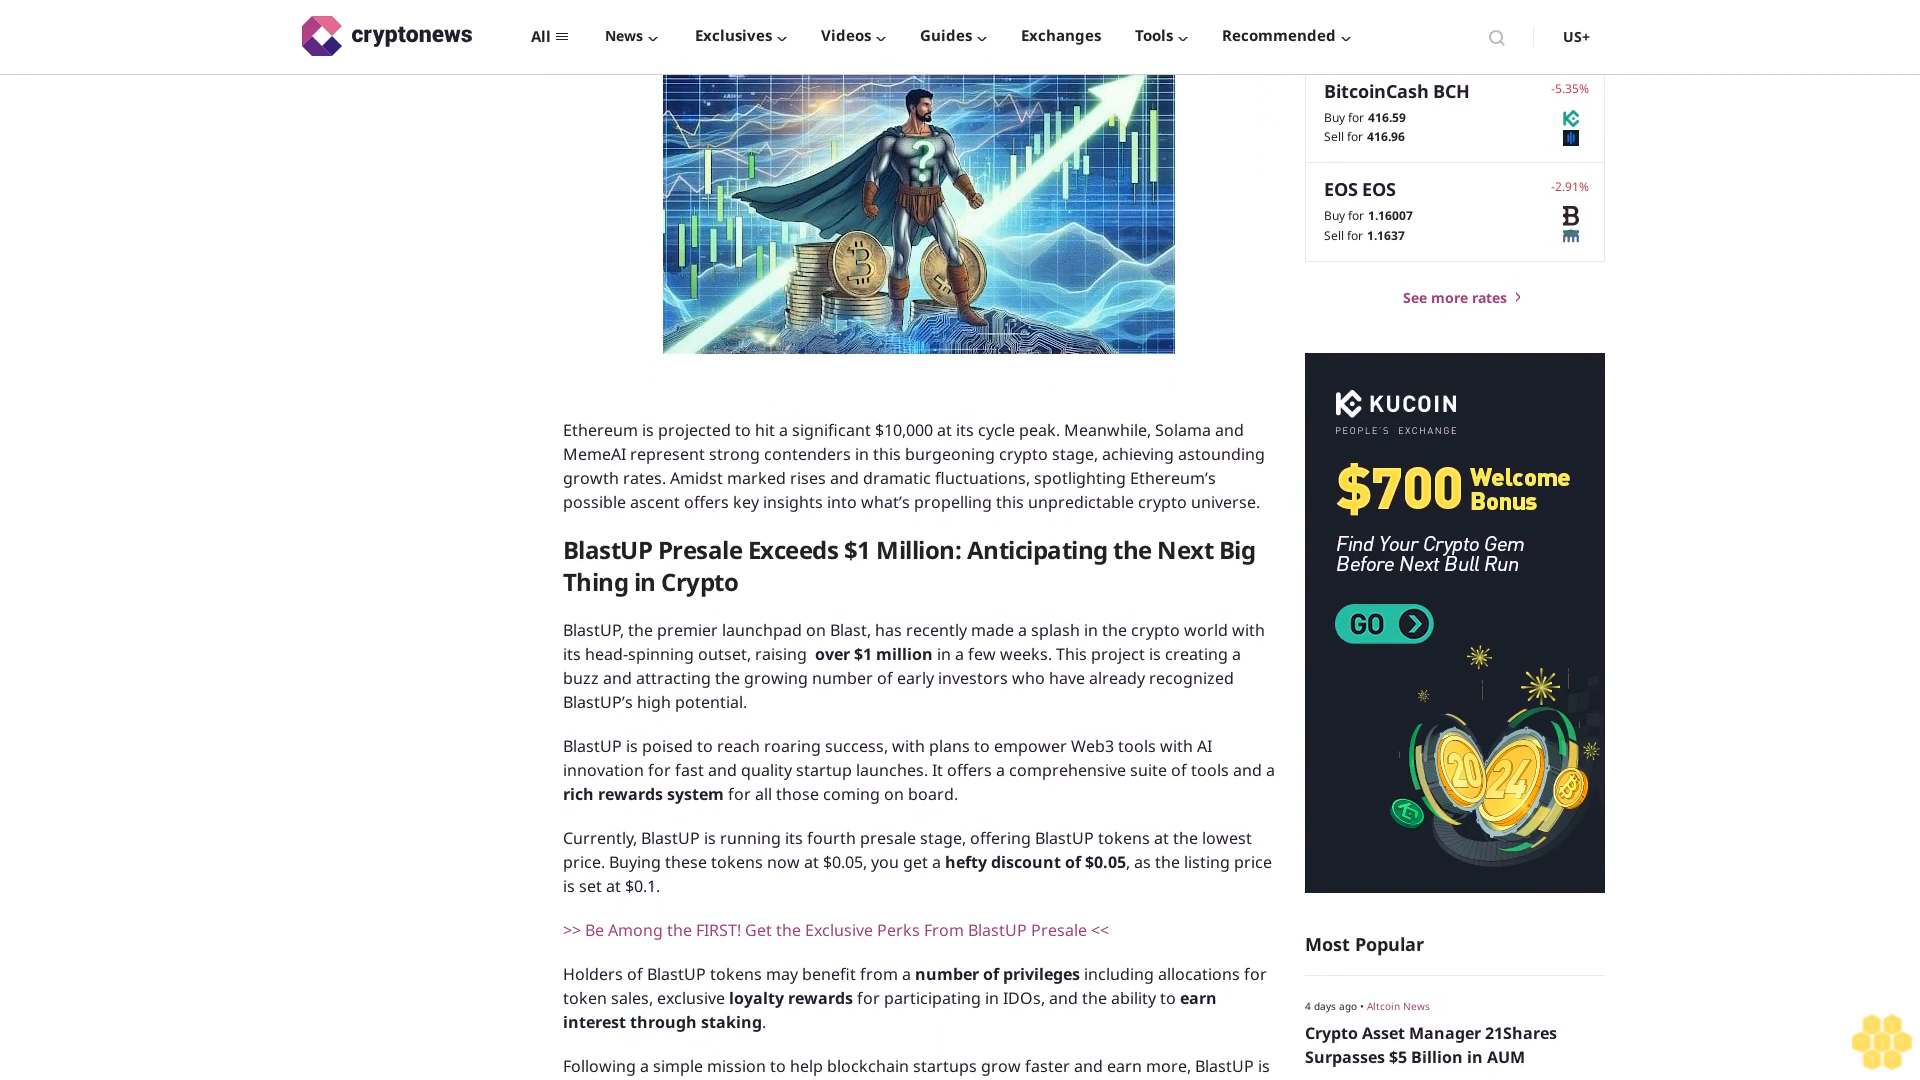 cryptonews
All
News
Exclusives
Videos
Guides
Exchanges
Tools
Recommended
US+
Ethereum is projected to hit a significant $10,000 at its cycle peak. Meanwhile, Solama and
MemeAI represent strong contenders in this burgeoning crypto stage, achieving astounding
growth rates. Amidst marked rises and dramatic fluctuations, spotlighting Ethereum’s
possible ascent offers key insights into what’s propelling this unpredictable crypto universe.
BlastUP Presale Exceeds $1 Million: Anticipating the Next Big
Thing in Crypto
BlastUP, the premier launchpad on Blast, has recently made a splash in the crypto world with
its head-spinning outset, raising over $1 million in a few weeks. This project is creating a
buzz and attracting the growing number of early investors who have already recognized
BlastUP’s high potential.
BlastUP is poised to reach roaring success, with plans to empower Web3 tools with AI
innovation for fast and quality startup launches. It offers a comprehensive suite of tools and a
rich rewards system for all those coming on board.
Currently, BlastUP is running its fourth presale stage, offering BlastUP tokens at the lowest
price. Buying these tokens now at $0.05, you get a hefty discount of $0.05, as the listing price
is set at $0.1.
>> Be Among the FIRST! Get the Exclusive Perks From BlastUP Presale <<
Holders of BlastUP tokens may benefit from a number of privileges including allocations for
token sales, exclusive loyalty rewards for participating in IDOs, and the ability to earn
interest through staking.
Following a simple mission to help blockchain startups grow faster and earn more, BlastUP is
BitcoinCash BCH
-5.35%
Buy for 416.59
Sell for 416.96
EOS EOS
-2.91%
Buy for 1.16007
Sell for 1.1637
See more rates
KUCOIN
PEOPLE'S EXCHANGE
$700 Welcome
Bonus
Find Your Crypto Gem
Before Next Bull Run
GO
20
24
Most Popular
4 days ago • Altcoin News
Crypto Asset Manager 21Shares
Surpasses $5 Billion in AUM